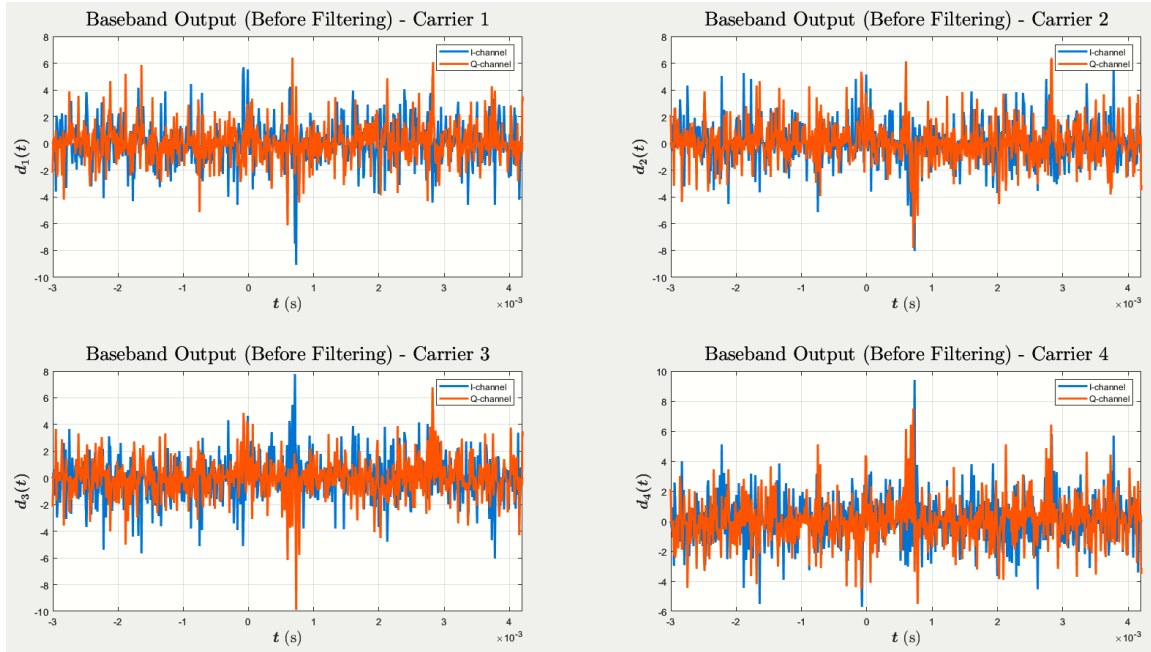 Baseband Output (Before Filtering) - Carrier 1
8
6
4
2
0
-2
-4
-6
-8
-10
d1(t)
I-channel
Q-channel
-3 -2 -1 0 1 2 3 4
×10-3
t (s)
Baseband Output (Before Filtering) - Carrier 2
8
6
4
2
0
-2
-4
-6
-8
-10
d2(t)
I-channel
Q-channel
-3 -2 -1 0 1 2 3 4
×10-3
t (s)
Baseband Output (Before Filtering) - Carrier 3
8
6
4
2
0
-2
-4
-6
-8
-10
d3(t)
I-channel
Q-channel
-3 -2 -1 0 1 2 3 4
×10-3
t (s)
Baseband Output (Before Filtering) - Carrier 4
10
8
6
4
2
0
-2
-4
-6
d4(t)
I-channel
Q-channel
-3 -2 -1 0 1 2 3 4
×10-3
t (s)